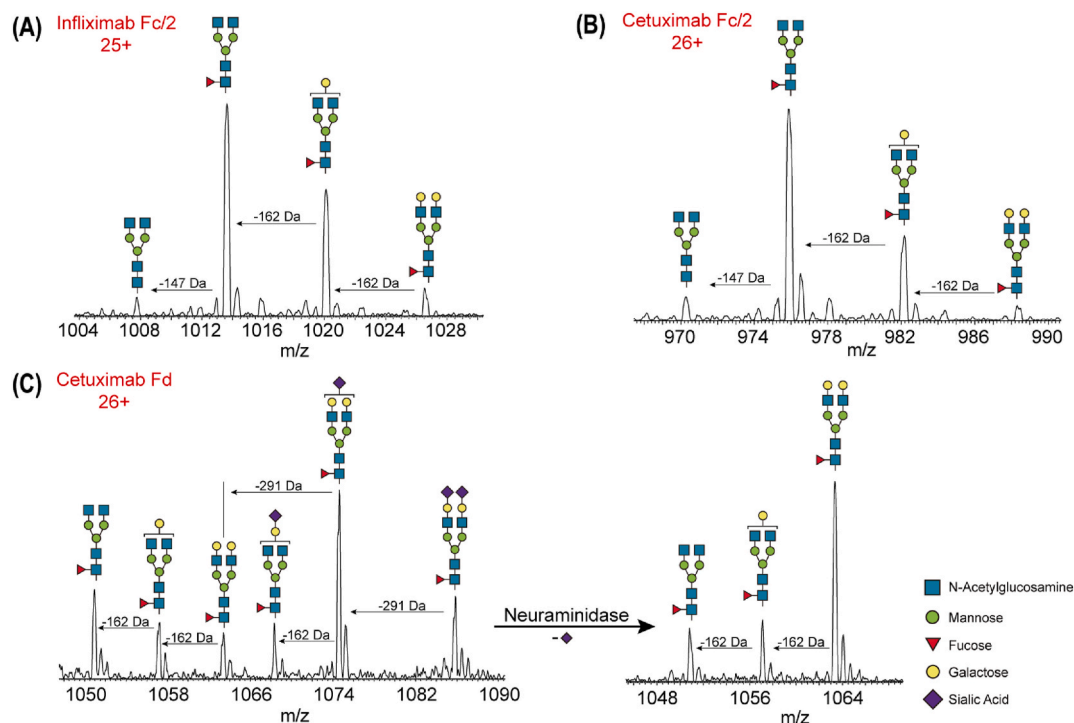 (A) Infliximab Fc/2
25+
-162 Da
-147 Da
-162 Da
1004 1008 1012 1016 1020 1024 1028
m/z
(B) Cetuximab Fc/2
26+
-162 Da
-147 Da
-162 Da
970 974 978 982 986 990
m/z
(C) Cetuximab Fd
26+
-291 Da
-291 Da
-162 Da
-162 Da
-162 Da
1050 1058 1066 1074 1082 1090
m/z
Neuraminidase
-
-162 Da
-162 Da
1048 1056 1064
m/z
N-Acetylglucosamine
Mannose
Fucose
Galactose
Sialic Acid